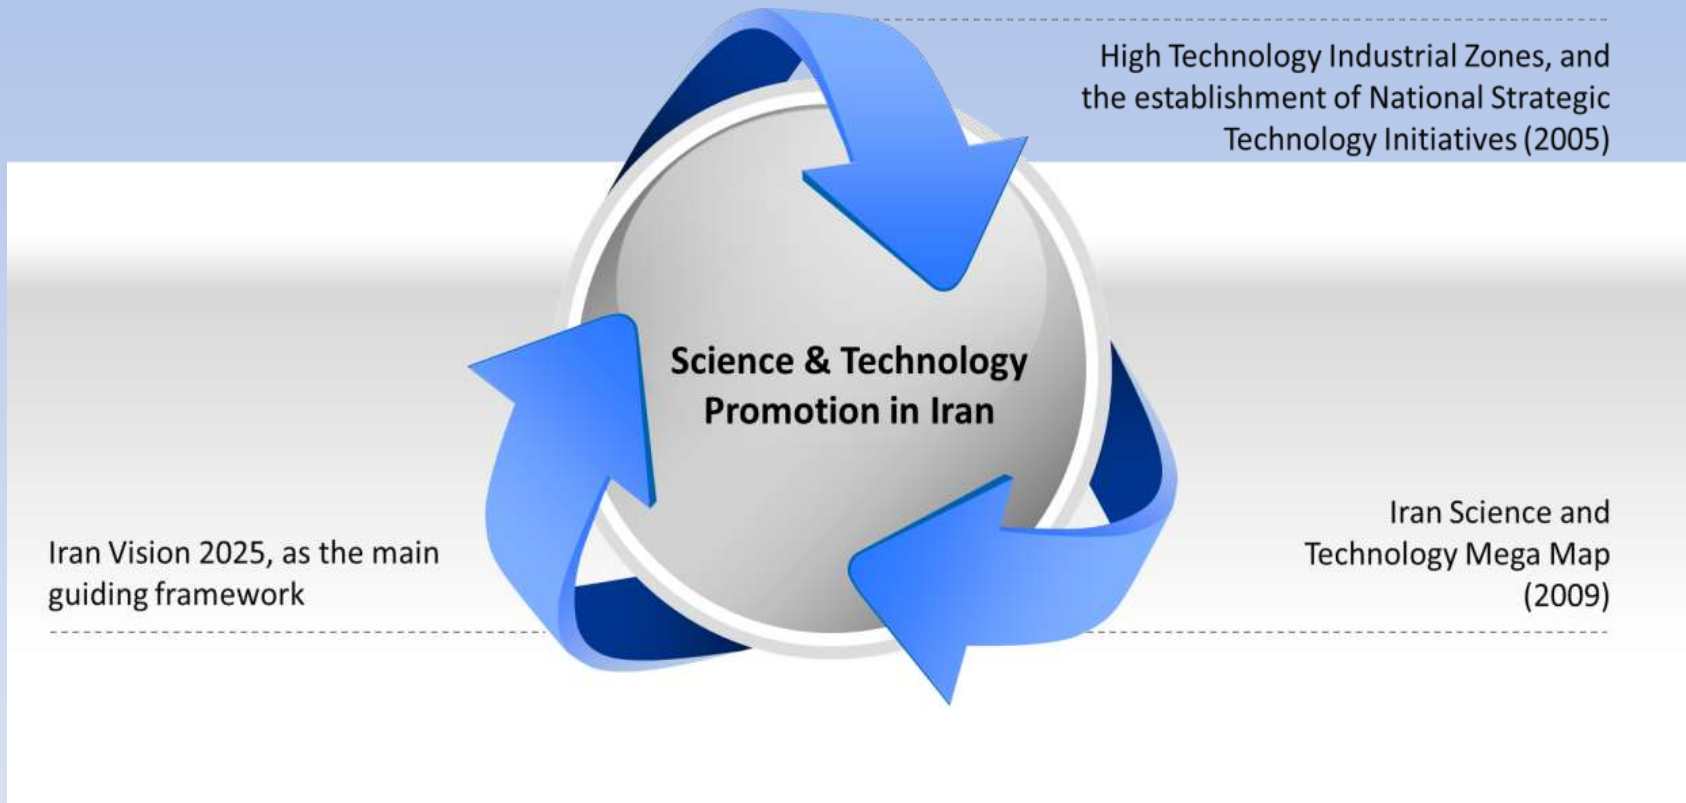 High Technology Industrial Zones, and
the establishment of National Strategic
Technology Initiatives (2005)
Science & Technology
Promotion in Iran
Iran Science and
Technology Mega Map
(2009)
Iran Vision 2025, as the main
guiding framework